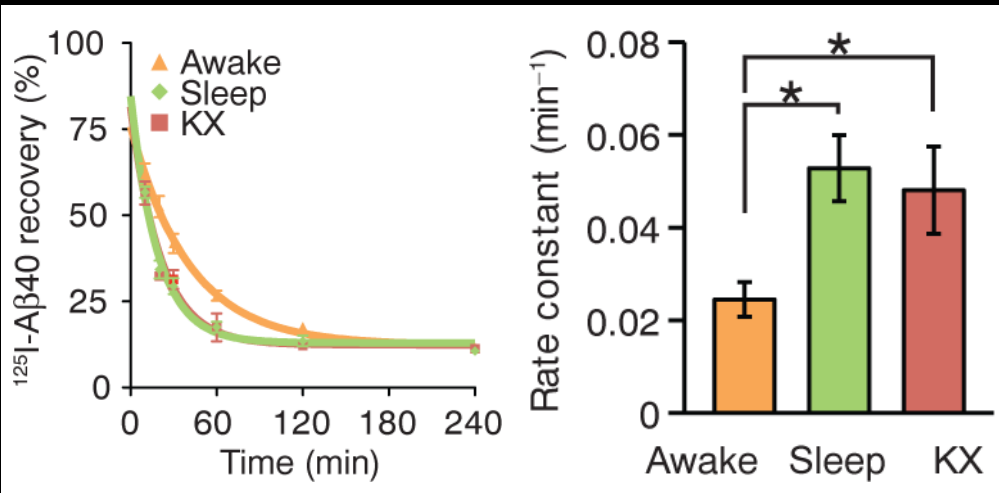 ¹²⁵I-Aβ40 recovery (%)
100
75
50
25
0
Awake
Sleep
KX
0 60 120 180 240
Time (min)
Rate constant (min⁻¹)
0.08
0.06
0.04
0.02
0
*
*
Awake Sleep KX